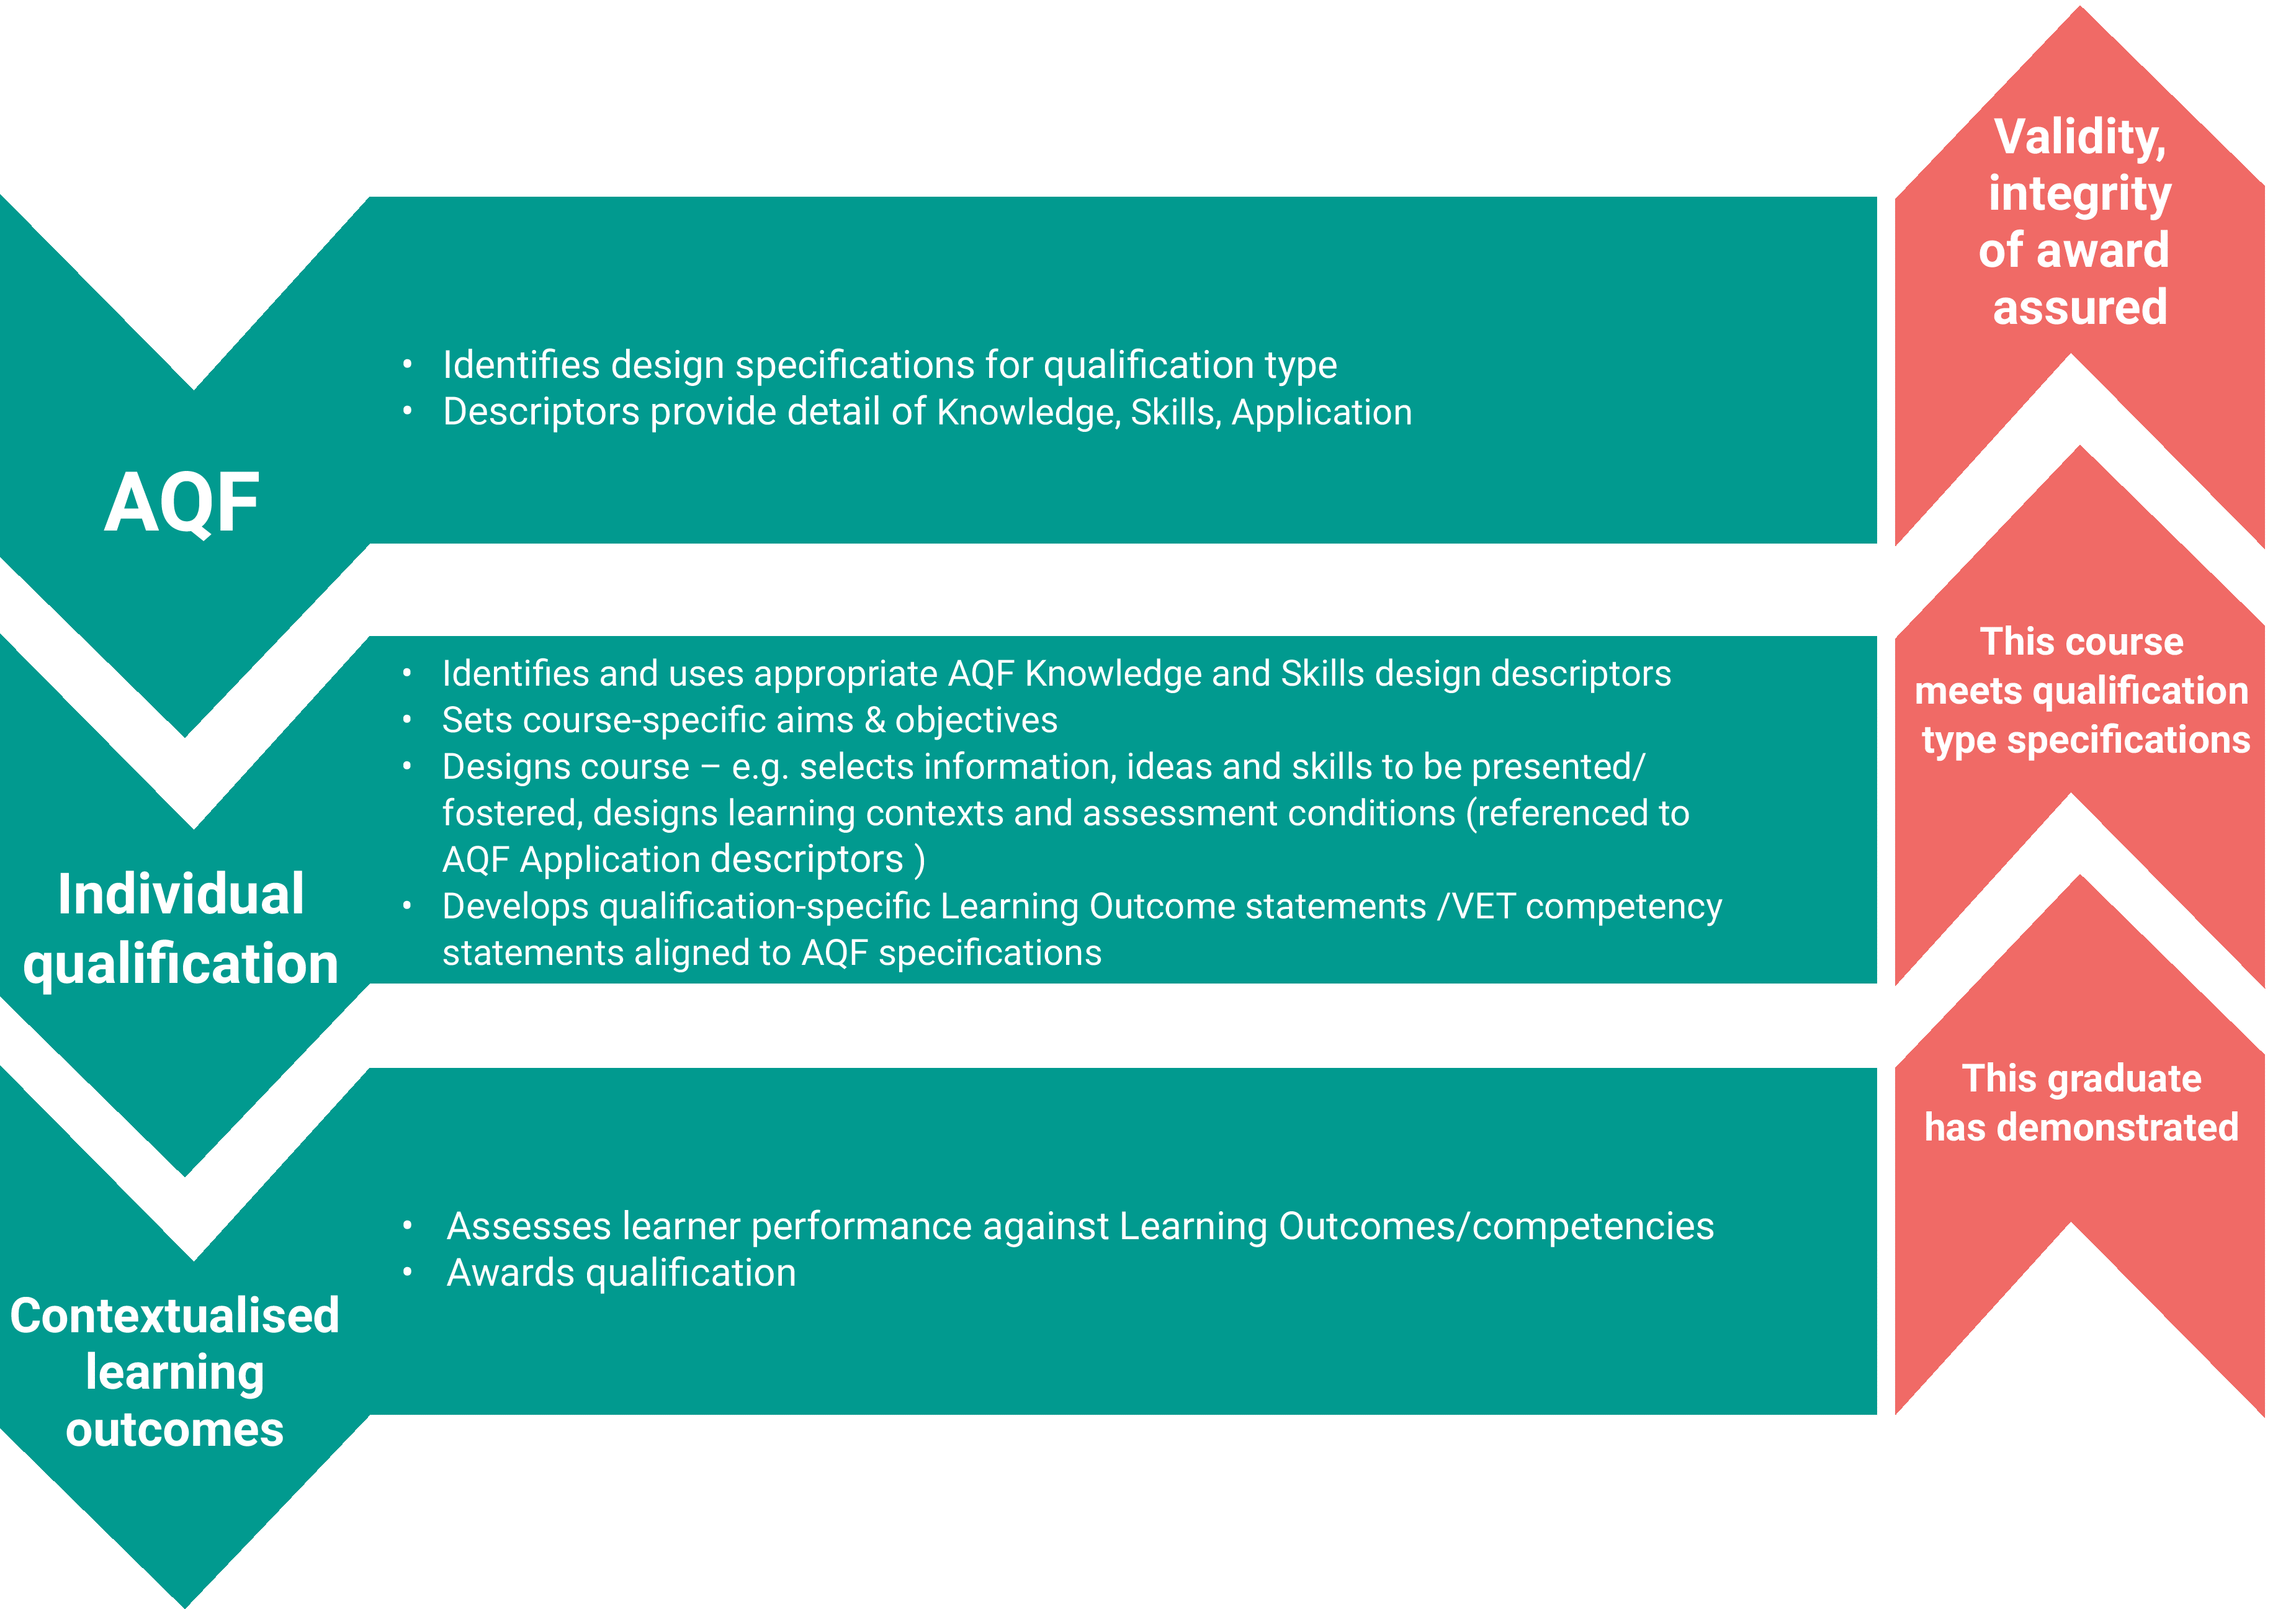 AQF
• Identifies design specifications for qualification type
• Descriptors provide detail of Knowledge, Skills, Application
Validity,
integrity
of award
assured
Individual
qualification
• Identifies and uses appropriate AQF Knowledge and Skills design descriptors
• Sets course-specific aims & objectives
• Designs course – e.g. selects information, ideas and skills to be presented/
fostered, designs learning contexts and assessment conditions (referenced to
AQF Application descriptors )
• Develops qualification-specific Learning Outcome statements /VET competency
statements aligned to AQF specifications
This course
meets qualification
type specifications
Contextualised
learning
outcomes
• Assesses learner performance against Learning Outcomes/competencies
• Awards qualification
This graduate
has demonstrated